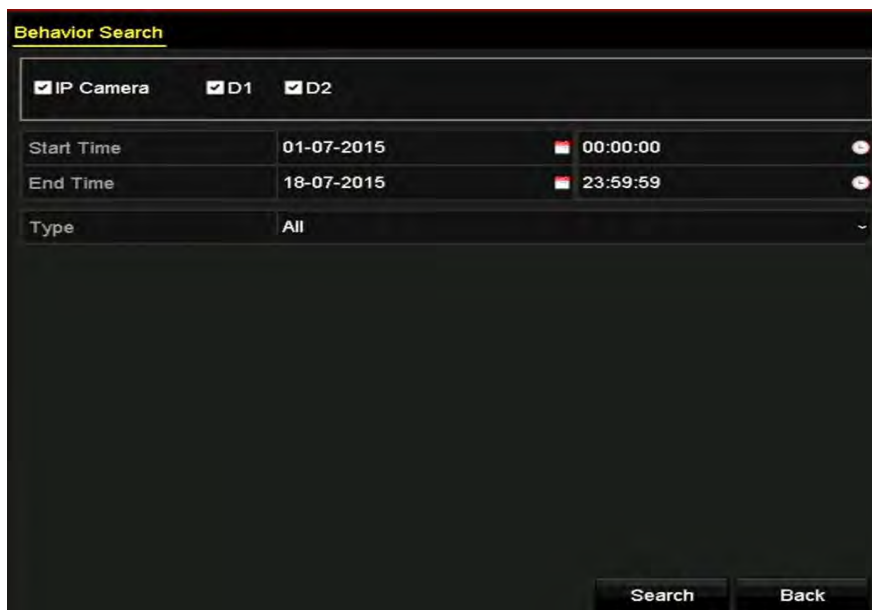 Behavior Search
IP Camera D1 D2
Start Time 01-07-2015 00:00:00
End Time 18-07-2015 23:59:59
Type All
Search Back